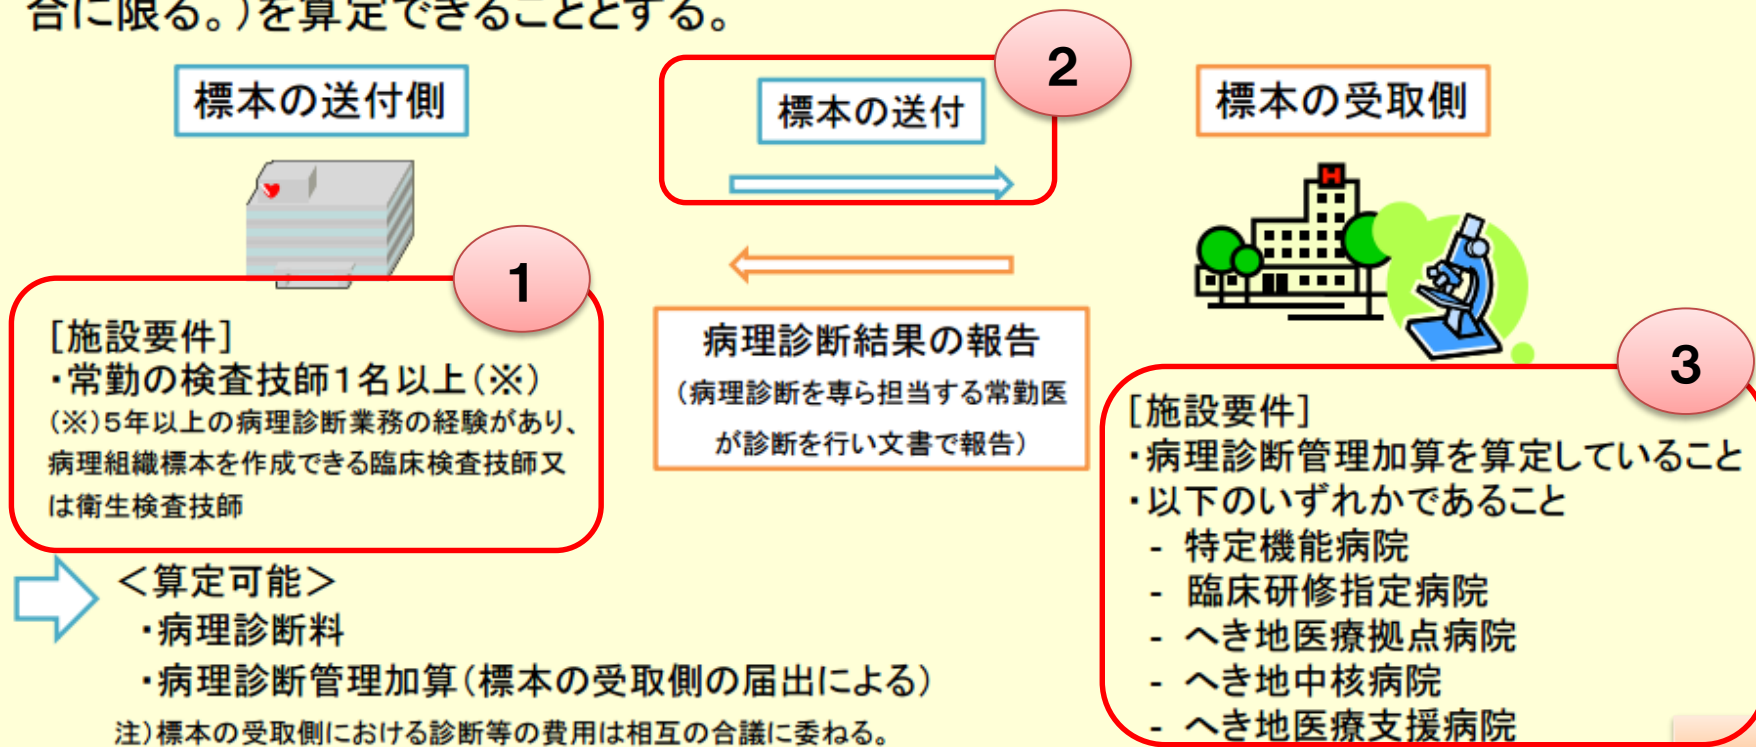 合に限る。)を算定できることとする。
標本の送付側
標本の送付
2
標本の受取側
H
1
[施設要件]
・常勤の検査技師1名以上(※)
(※)5年以上の病理診断業務の経験があり、
病理組織標本を作成できる臨床検査技師又
は衛生検査技師
病理診断結果の報告
(病理診断を専ら担当する常勤医
が診断を行い文書で報告)
3
[施設要件]
・病理診断管理加算を算定していること
・以下のいずれかであること
- 特定機能病院
- 臨床研修指定病院
- へき地医療拠点病院
- へき地中核病院
- へき地医療支援病院
<算定可能>
・病理診断料
・病理診断管理加算(標本の受取側の届出による)
注)標本の受取側における診断等の費用は相互の合議に委ねる。